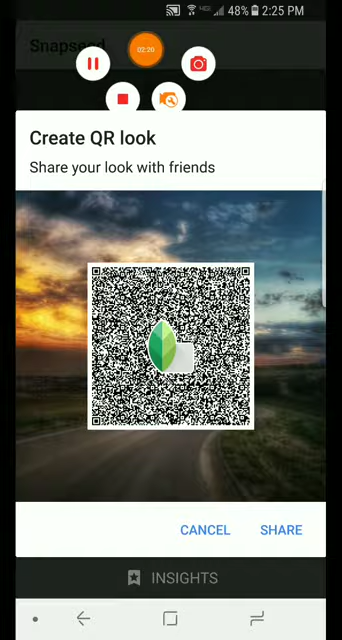 48% 2:25 PM
Snapseed
02:20
Create QR look
Share your look with friends
CANCEL SHARE
INSIGHTS